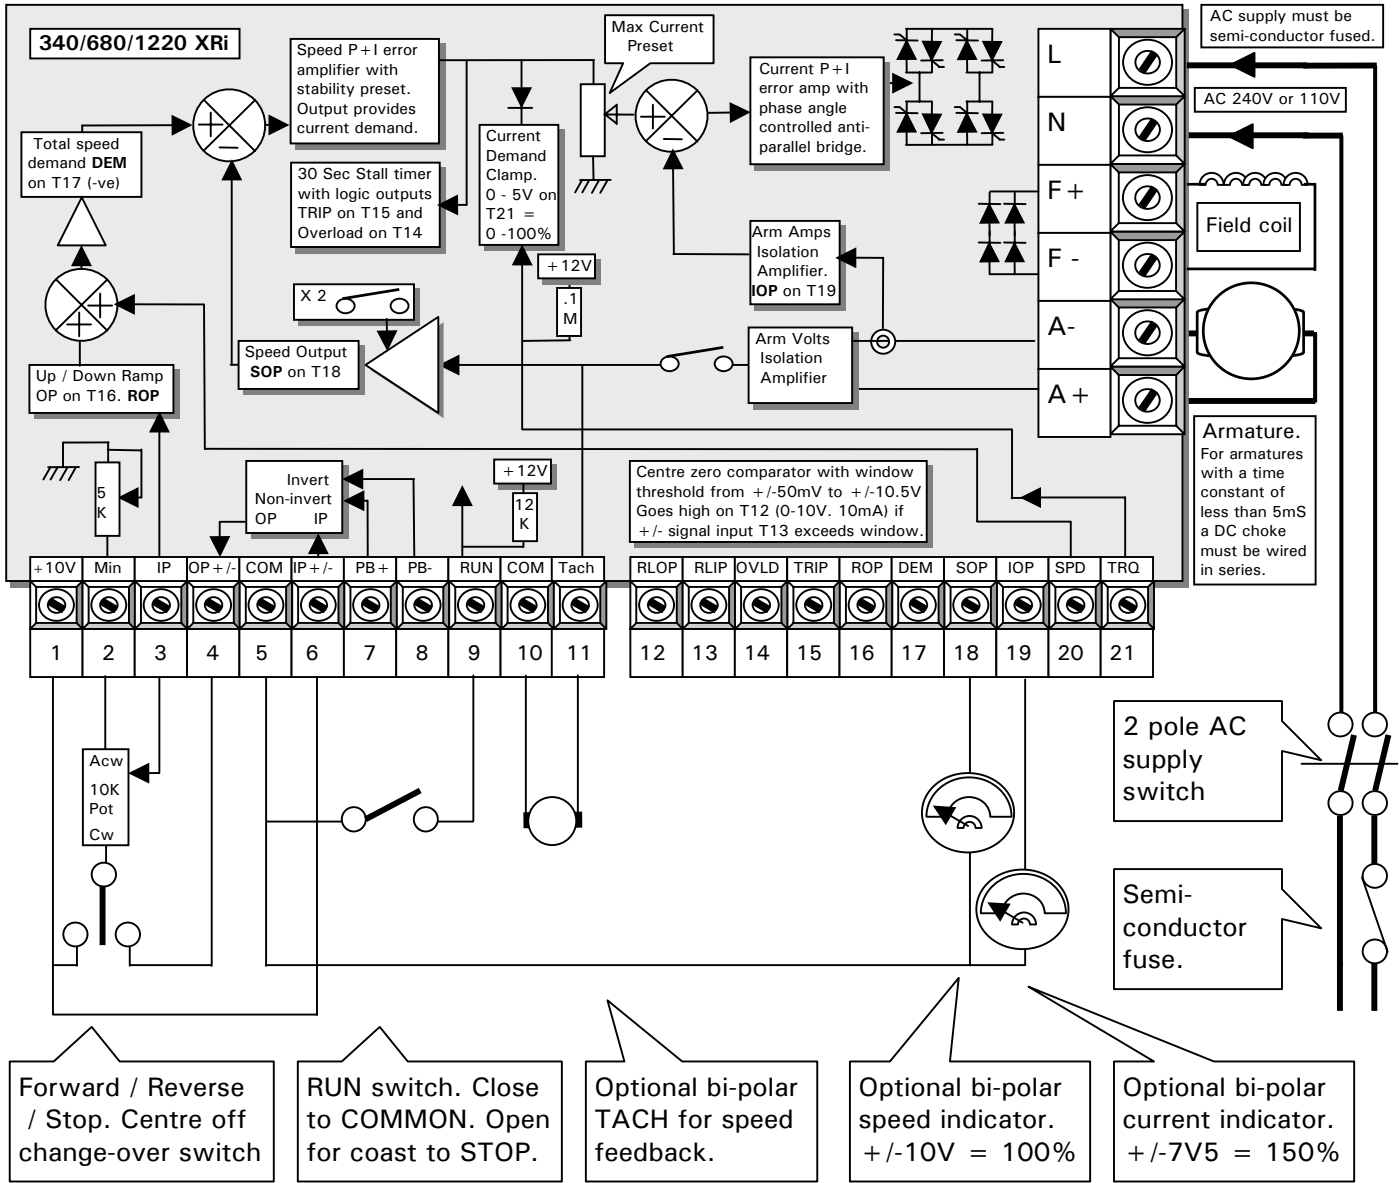 340/680/1220 XRi
Speed P+I error
amplifier with
stability preset.
Output provides
current demand.
Max Current
Preset
Current P+I
error amp with
phase angle
controlled anti-
parallel bridge.
AC supply must be
semi-conductor fused.
AC 240V or 110V
L
N
F+
F -
A-
A+
Field coil
Total speed
demand DEM
on T17 (-ve)
30 Sec Stall timer
with logic outputs
TRIP on T15 and
Overload on T14
Current
Demand
Clamp.
0 - 5V on
T21 =
0 -100%
Arm Amps
Isolation
Amplifier.
IOP on T19
+12V
.1
M
X 2
Speed Output
SOP on T18
Arm Volts
Isolation
Amplifier
Up / Down Ramp
OP on T16. ROP
Armature.
For armatures
with a time
constant of
less than 5mS
a DC choke
must be wired
in series.
5
K
Invert
Non-invert
OP IP
+12V
12
K
Centre zero comparator with window
threshold from +/-50mV to +/-10.5V
Goes high on T12 (0-10V. 10mA) if
+/- signal input T13 exceeds window.
+10V Min IP OP+/- COM IP+/- PB+ PB- RUN COM Tach
RLOP RLIP OVLD TRIP ROP DEM SOP IOP SPD TRQ
1 2 3 4 5 6 7 8 9 10 11
12 13 14 15 16 17 18 19 20 21
Acw
10K
Pot
Cw
2 pole AC
supply
switch
Semi-
conductor
fuse.
Forward / Reverse
/ Stop. Centre off
change-over switch
RUN switch. Close
to COMMON. Open
for coast to STOP.
Optional bi-polar
TACH for speed
feedback.
Optional bi-polar
speed indicator.
+/-10V = 100%
Optional bi-polar
current indicator.
+/-7V5 = 150%